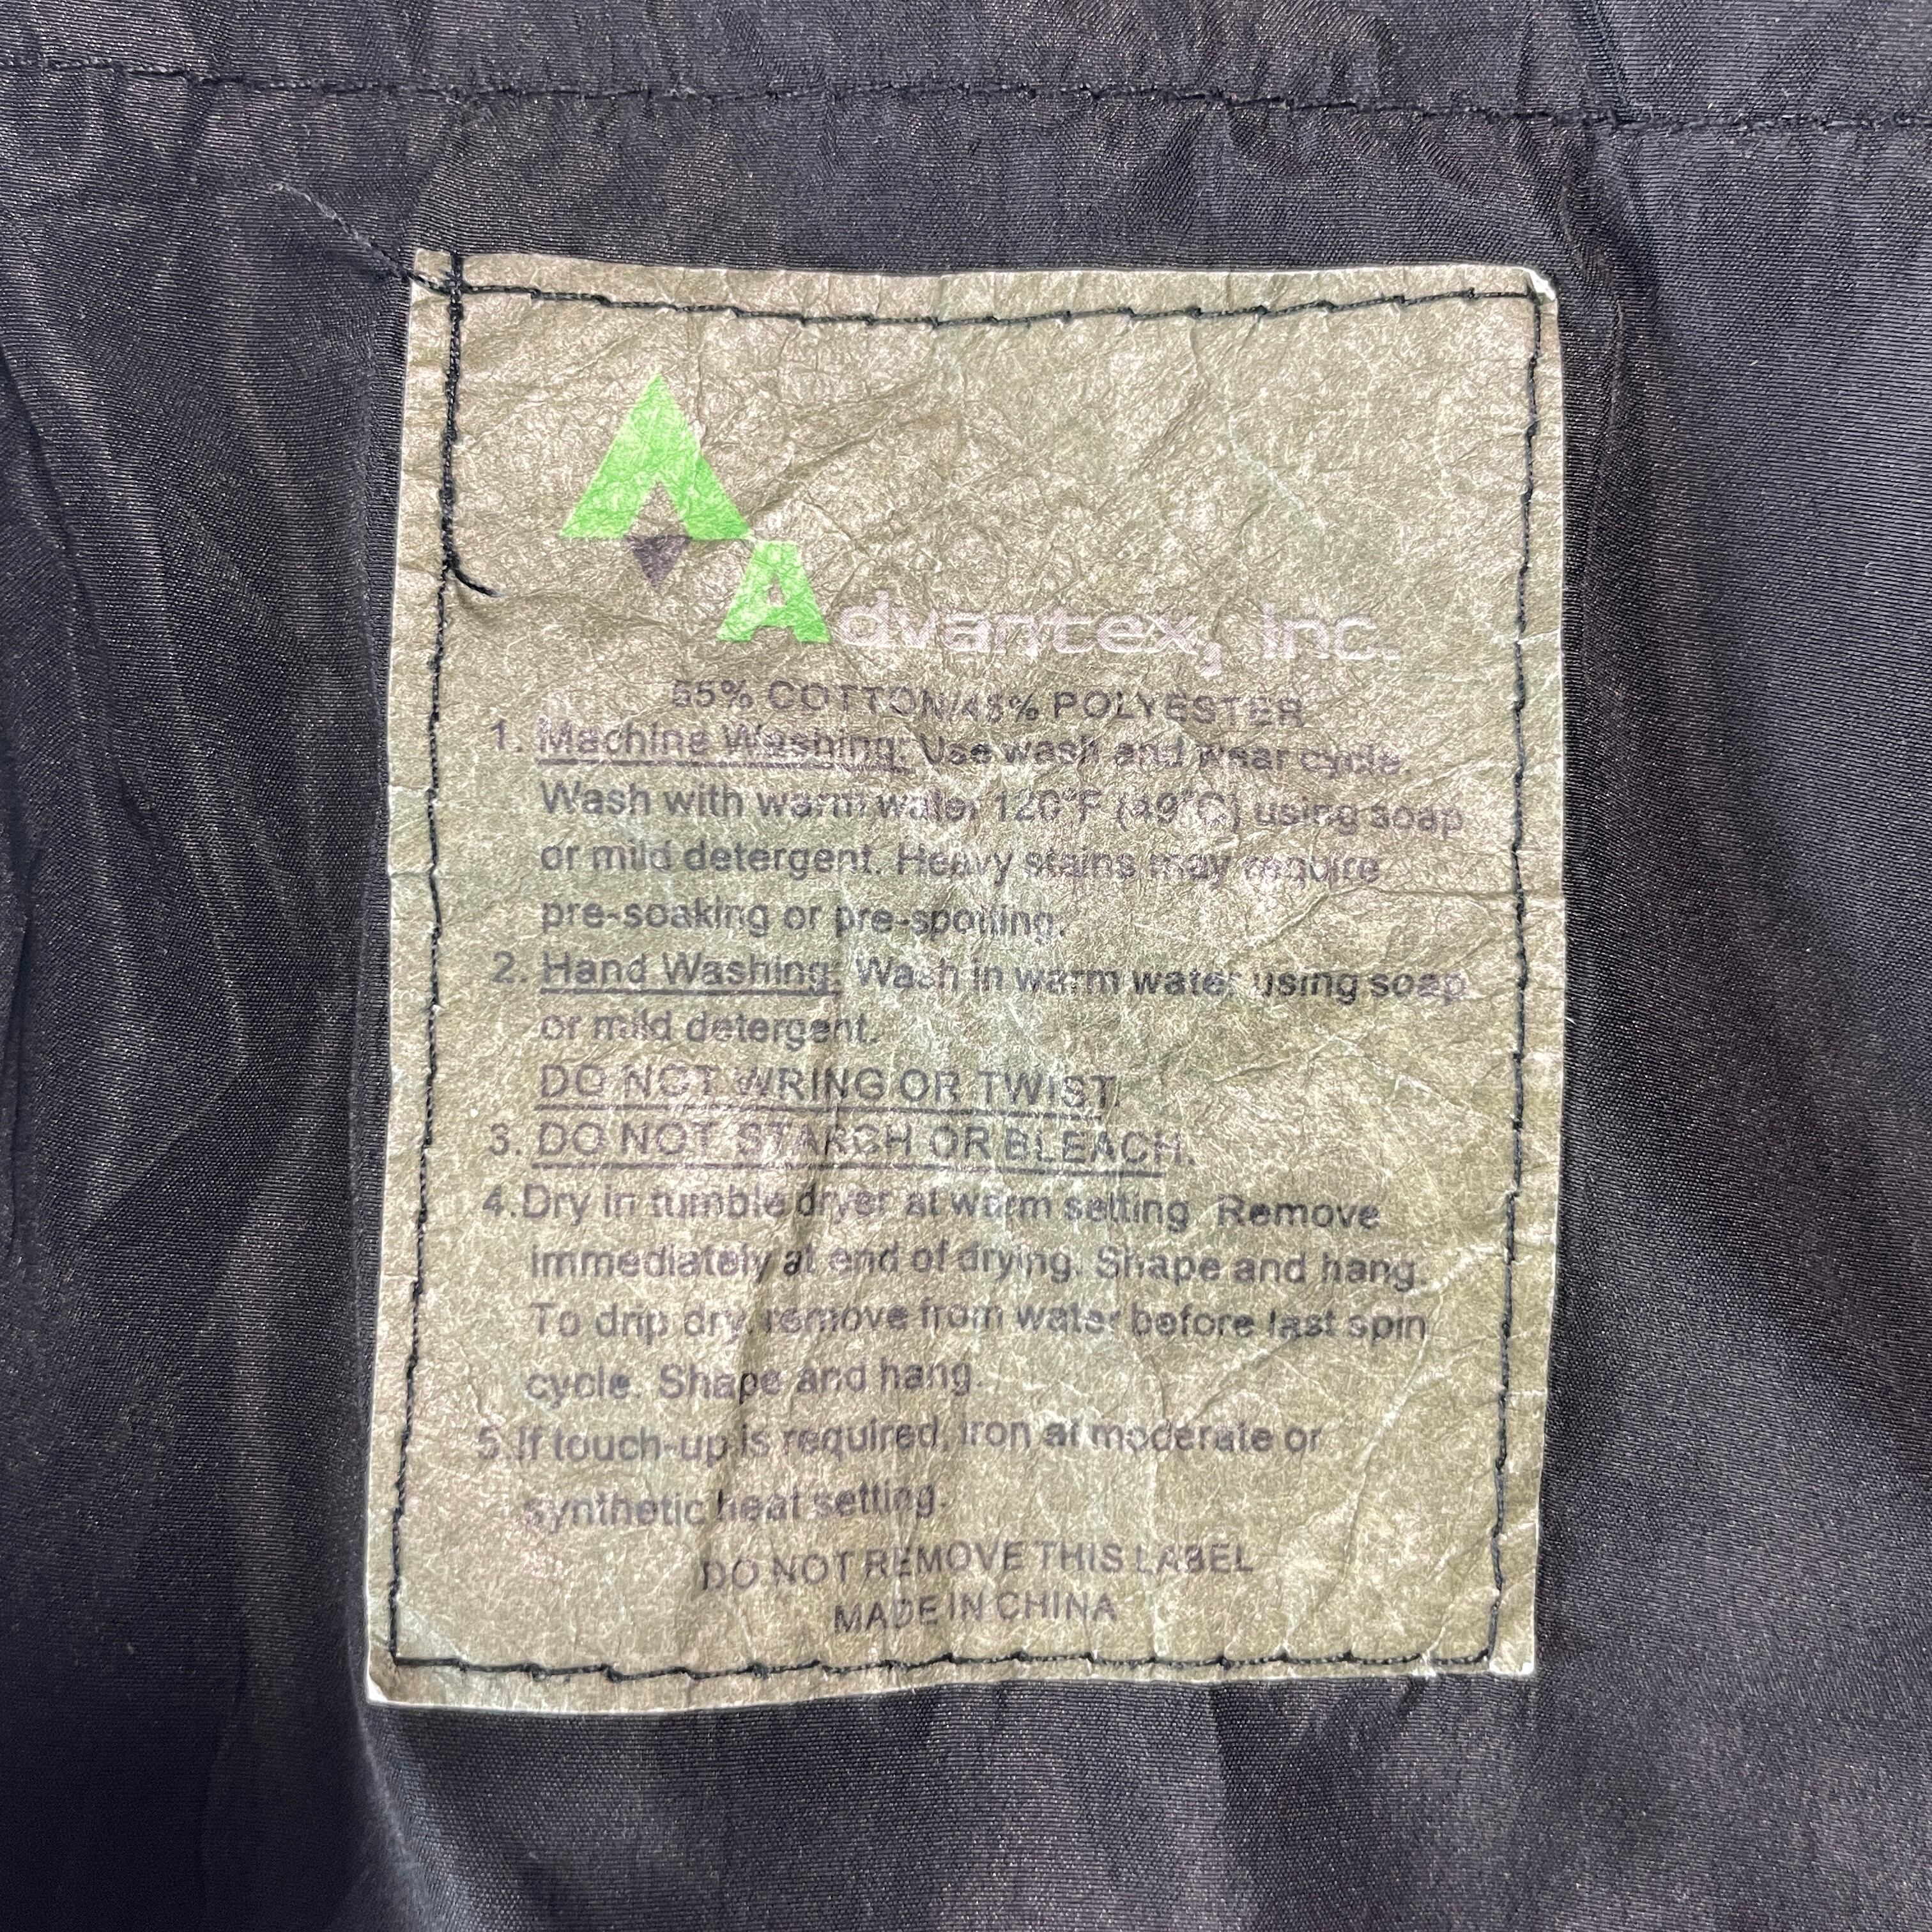 Advantex, inc.
55% COTTON/45% POLYESTER
1. Machine Washing: Use wash and wear cycle.
Wash with warm water 120°F (49°C) using soap
or mild detergent. Heavy stains may require
pre-soaking or pre-spotting.
2. Hand Washing: Wash in warm water using soap
or mild detergent.
DO NOT WRING OR TWIST.
3. DO NOT STARCH OR BLEACH.
4.Dry in tumble dryer at warm setting. Remove
immediately at end of drying. Shape and hang.
To drip dry, remove from water before last spin
cycle. Shape and hang.
5.If touch-up is required, iron at moderate or
synthetic heat setting.
DO NOT REMOVE THIS LABEL
MADE IN CHINA